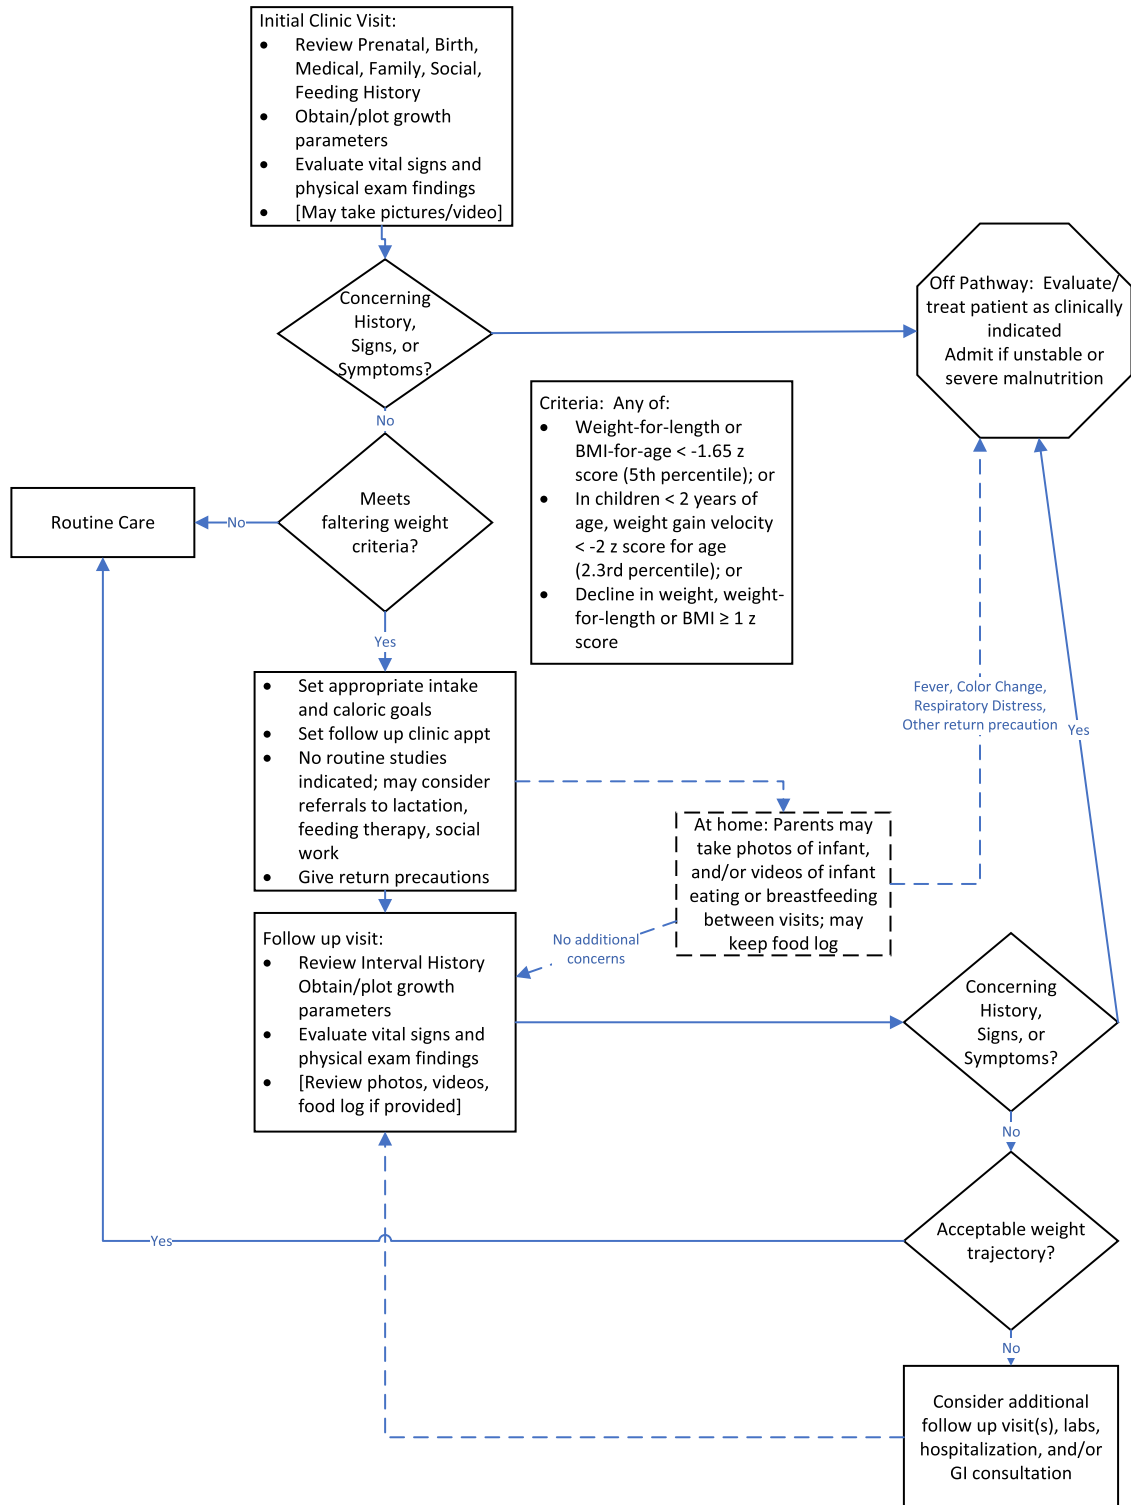 Initial Clinic Visit:
• Review Prenatal, Birth,
Medical, Family, Social,
Feeding History
• Obtain/plot growth
parameters
• Evaluate vital signs and
physical exam findings
• [May take pictures/video]
Concerning
History,
Signs, or
Symptoms?
Off Pathway:  Evaluate/
treat patient as clinically
indicated
Admit if unstable or
severe malnutrition
No
Criteria:  Any of:
• Weight-for-length or
BMI-for-age < -1.65 z
score (5th percentile); or
• In children < 2 years of
age, weight gain velocity
< -2 z score for age
(2.3rd percentile); or
• Decline in weight, weight-
for-length or BMI ≥ 1 z
score
Meets
faltering weight
criteria?
No
Routine Care
Yes
• Set appropriate intake
and caloric goals
• Set follow up clinic appt
• No routine studies
indicated; may consider
referrals to lactation,
feeding therapy, social
work
• Give return precautions
Fever, Color Change,
Respiratory Distress,
Other return precaution
Yes
At home: Parents may
take photos of infant,
and/or videos of infant
eating or breastfeeding
between visits; may
keep food log
No additional
concerns
Follow up visit:
• Review Interval History
Obtain/plot growth
parameters
• Evaluate vital signs and
physical exam findings
• [Review photos, videos,
food log if provided]
Concerning
History,
Signs, or
Symptoms?
No
Acceptable weight
trajectory?
Yes
No
Consider additional
follow up visit(s), labs,
hospitalization, and/or
GI consultation